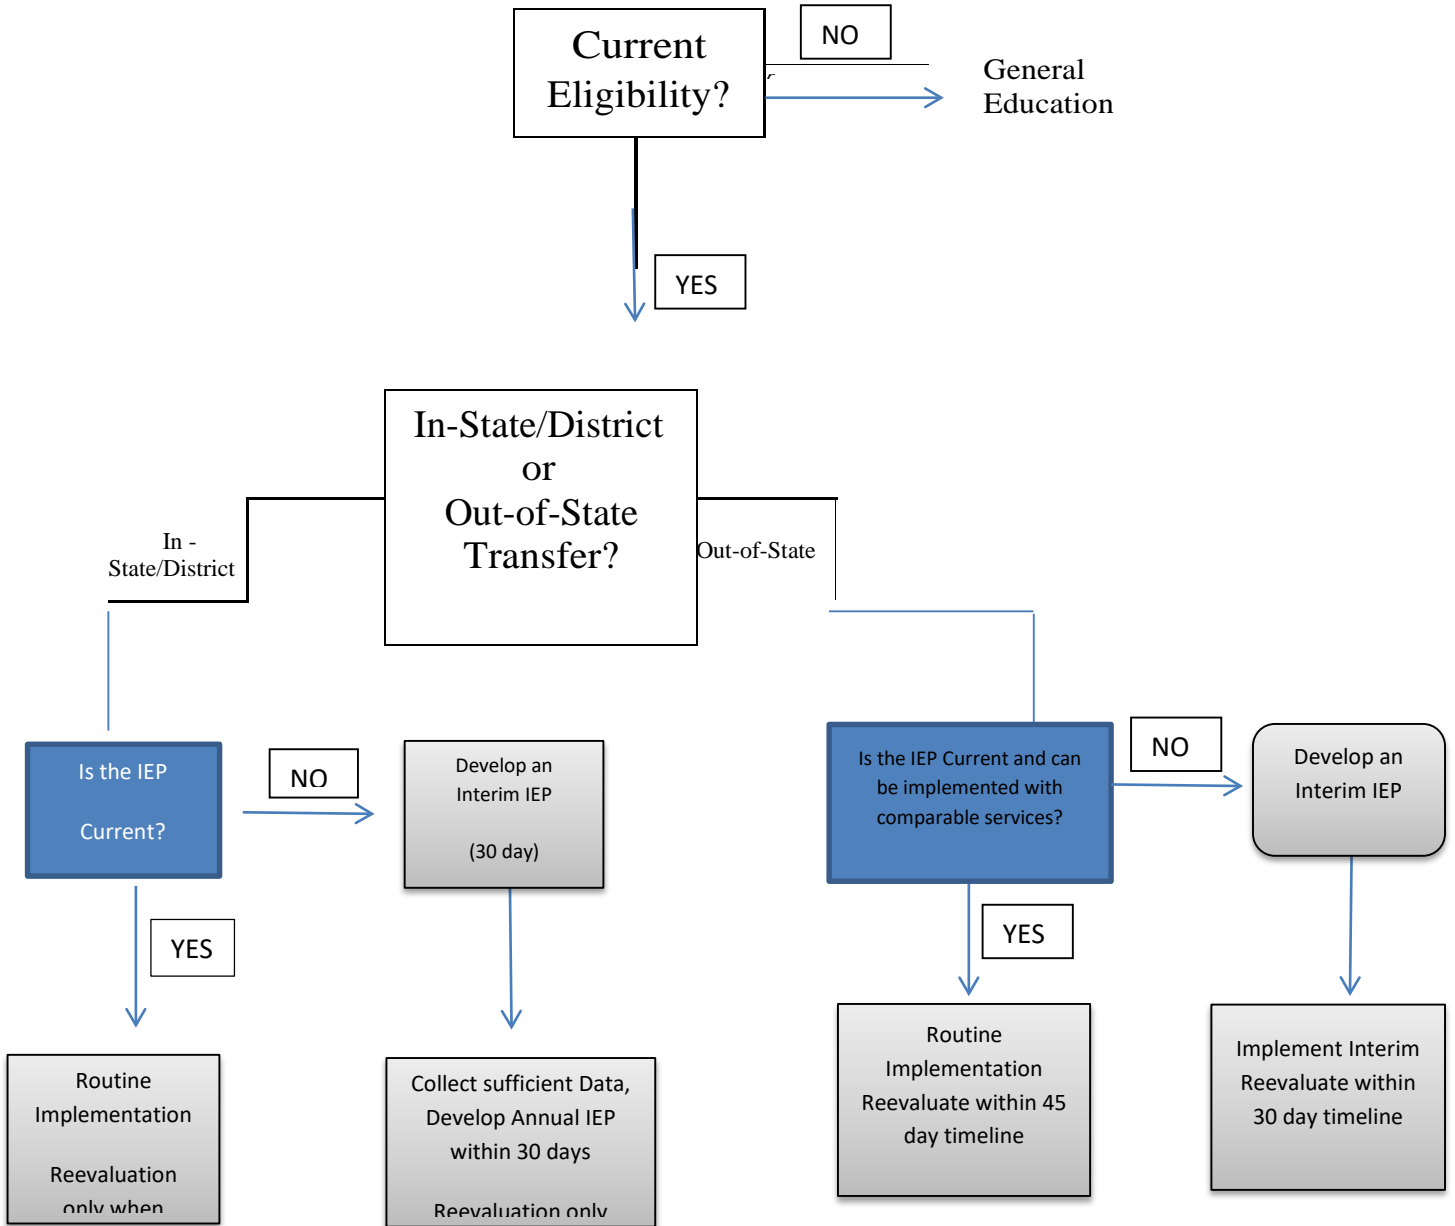 Current
Eligibility?
NO
General
Education
YES
In-State/District
or
Out-of-State
Transfer?
In -
State/District
Out-of-State
Is the IEP
Current?
NO
Develop an
Interim IEP
(30 day)
Is the IEP Current and can
be implemented with
comparable services?
NO
Develop an
Interim IEP
YES
YES
Routine
Implementation
Reevaluation
only when
Collect sufficient Data,
Develop Annual IEP
within 30 days
Reevaluation only
Routine
Implementation
Reevaluate within 45
day timeline
Implement Interim
Reevaluate within
30 day timeline